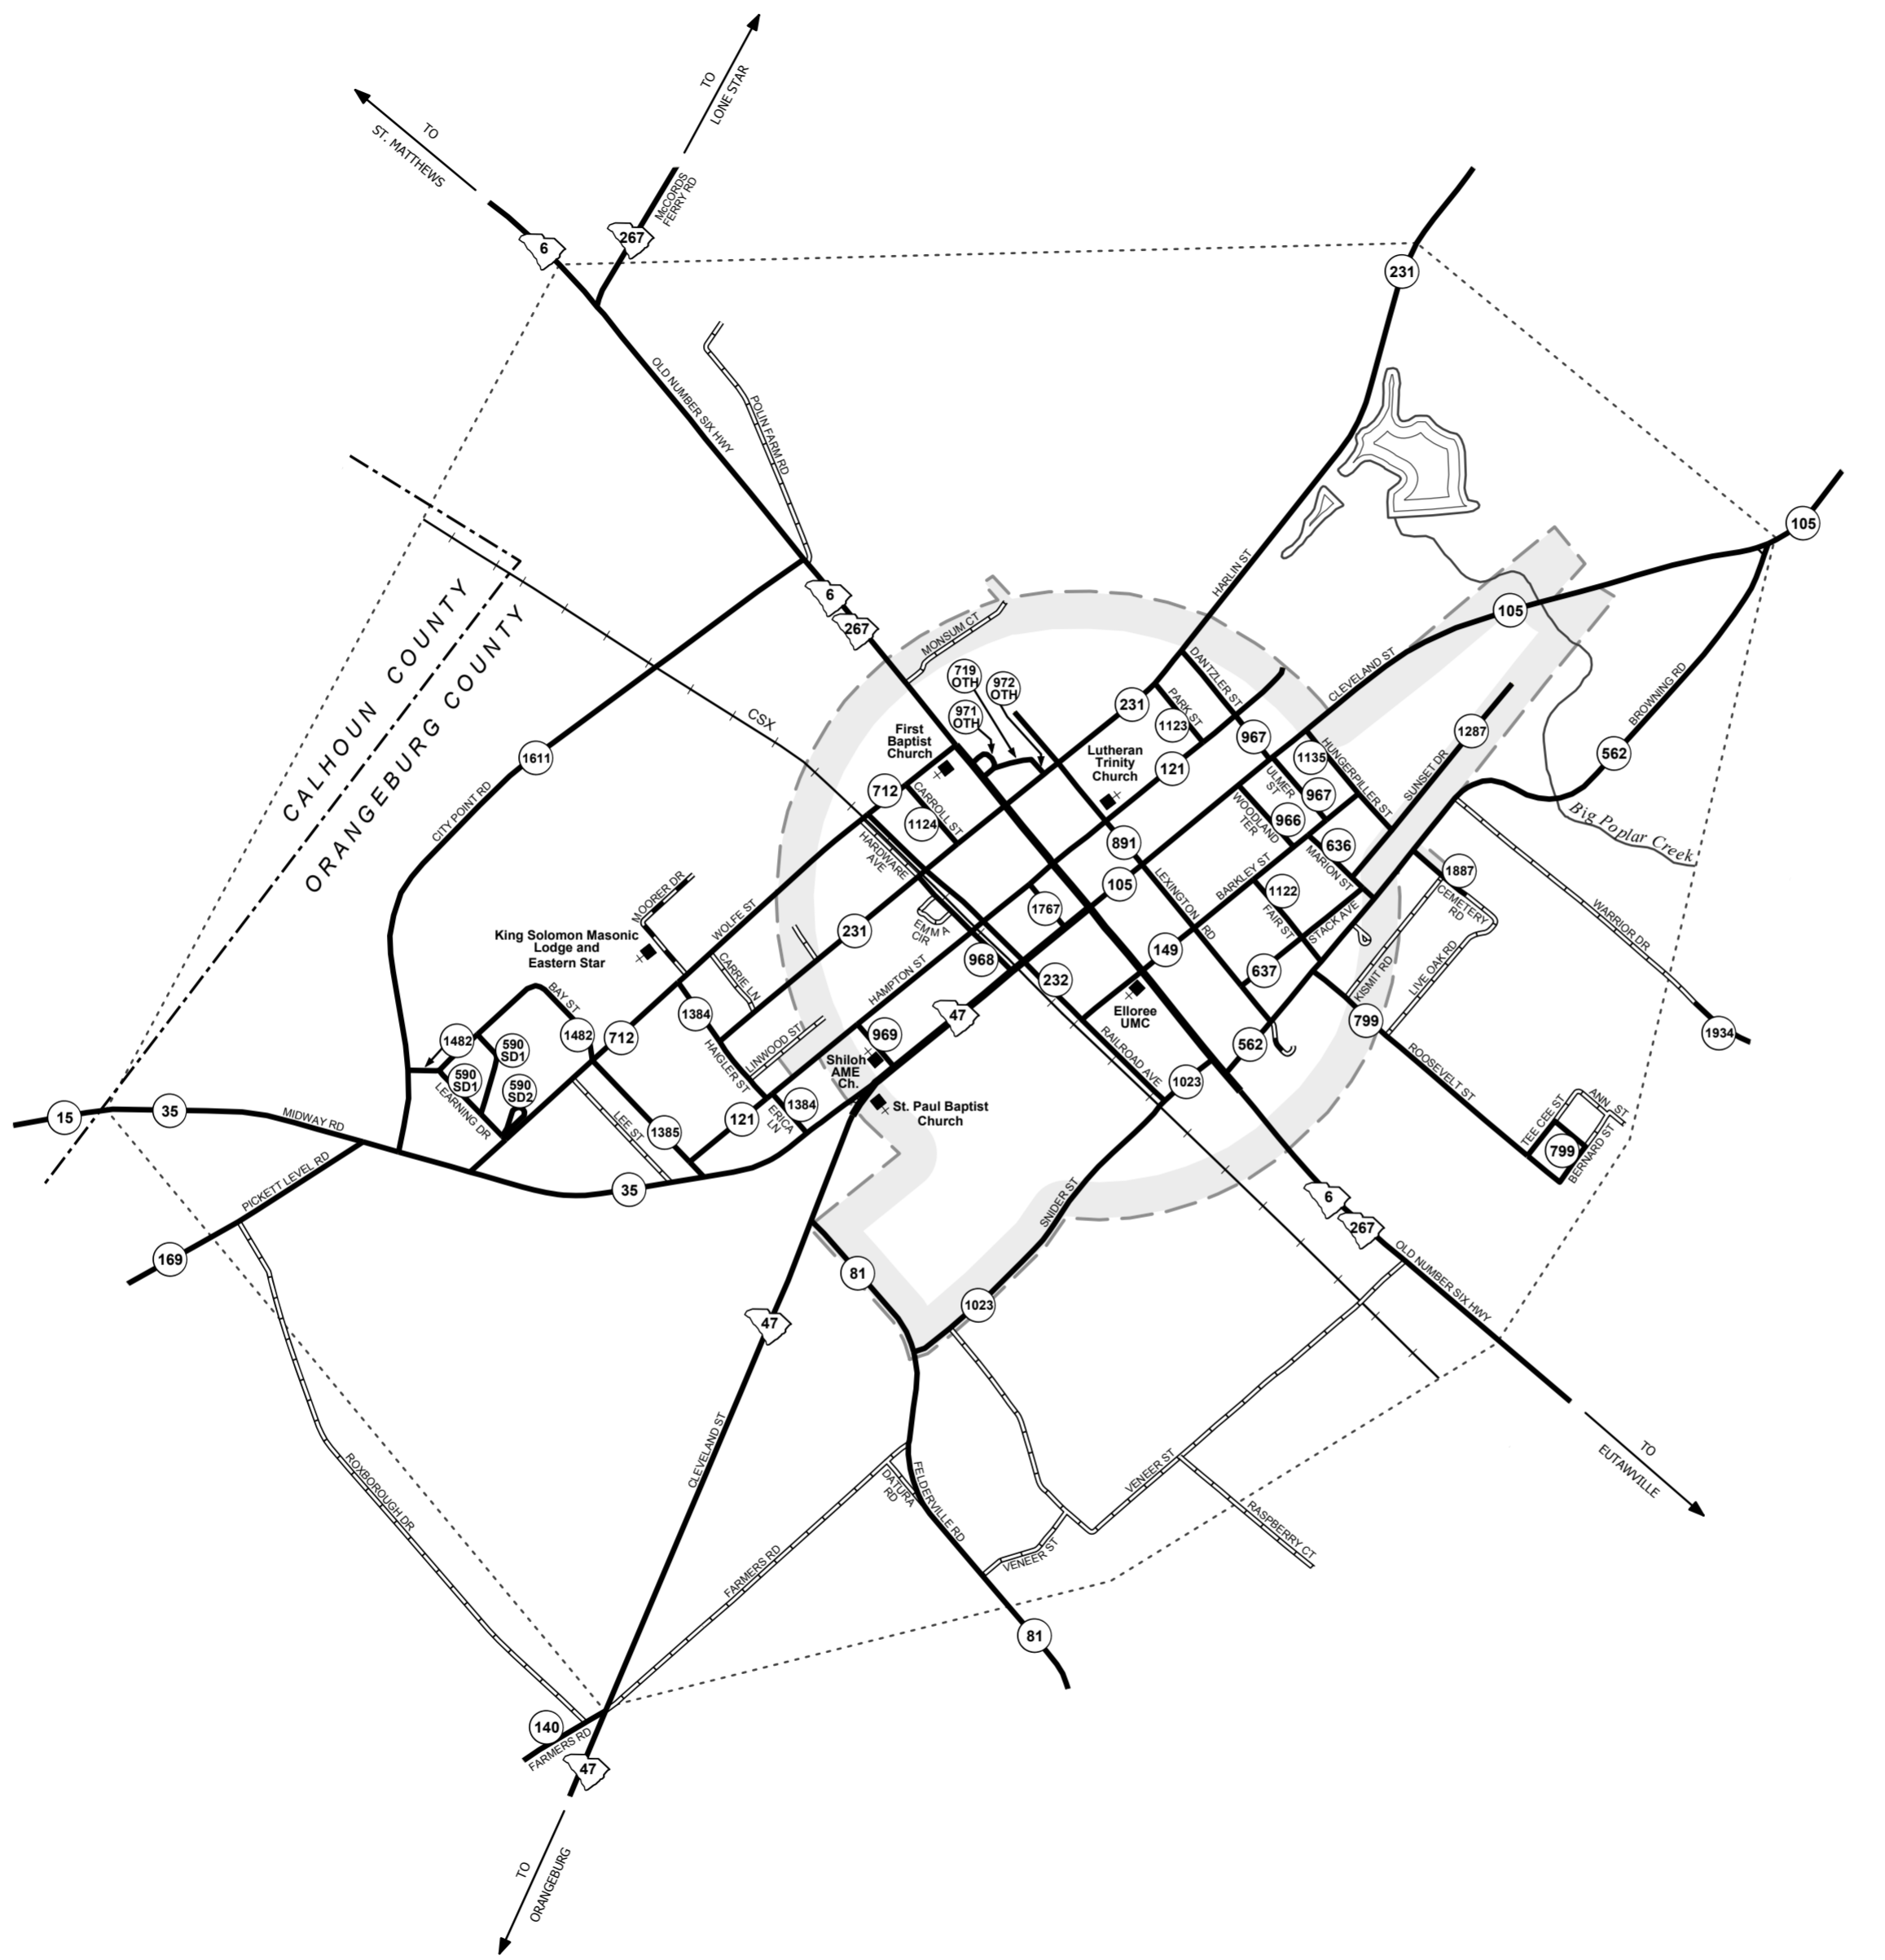 TO
LONE STAR
TO
ST. MATTHEWS
McCORDS
FERRY RD
267
6
231
OLD NUMBER SIX HWY
POLIN FARM RD
105
HARLIN ST
6
267
105
CALHOUN COUNTY
ORANGEBURG COUNTY
CSX
MONSUM CT
DANTZLER ST
CLEVELAND ST
719
OTH
972
OTH
971
OTH
231
PARK ST
1123
967
BROWNING RD
1287
562
First
Baptist
Church
Lutheran
Trinity
Church
1611
121
1135
HUNGERPILLER ST
SUNSET DR
ULMER
ST
967
712
CARROLL ST
1124
WOODLAND
TER
966
Big Poplar Creek
CITY POINT RD
HARDWARE
AVE
891
636
MARION ST
1887
CEMETERY
RD
105
LEXINGTON RD
BARKLEY ST
1122
FAIR ST
STACK AVE
MOORER DR
WOLFE ST
1767
WARRIOR DR
King Solomon Masonic
Lodge and
Eastern Star
231
EMMA
CIR
149
637
KISMIT RD
LIVE OAK RD
968
232
CARRIE LN
HAMPTON ST
BAY ST
1384
47
Elloree
UMC
799
1934
1482
1482
712
590
SD1
969
LINWOOD ST
HAIGLER ST
RAILROAD AVE
562
ROOSEVELT ST
590
SD1
590
SD2
Shiloh
AME
Ch.
1023
LEARNING DR
1384
ERICA
LN
121
St. Paul Baptist
Church
ANN ST
TEE CEE ST
799
BERNARD ST
15
35
MIDWAY RD
LEE ST
1385
35
PICKETT LEVEL RD
SNIDER ST
6
267
169
81
1023
OLD NUMBER SIX HWY
47
CLEVELAND ST
TO
EUTAWVILLE
ROXBOROUGH DR
DATURA
RD
FELDERVILLE RD
VENEER ST
RASPBERRY CT
VENEER ST
FARMERS RD
81
140
FARMERS RD
47
TO
ORANGEBURG